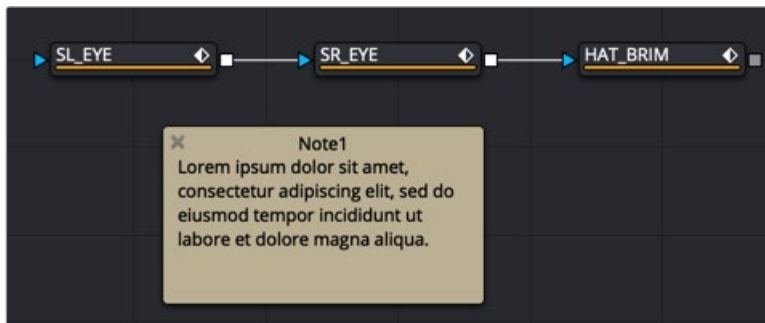 SL_EYE
SR_EYE
HAT_BRIM
Note1
Lorem ipsum dolor sit amet,
consectetur adipiscing elit, sed do
eiusmod tempor incididunt ut
labore et dolore magna aliqua.